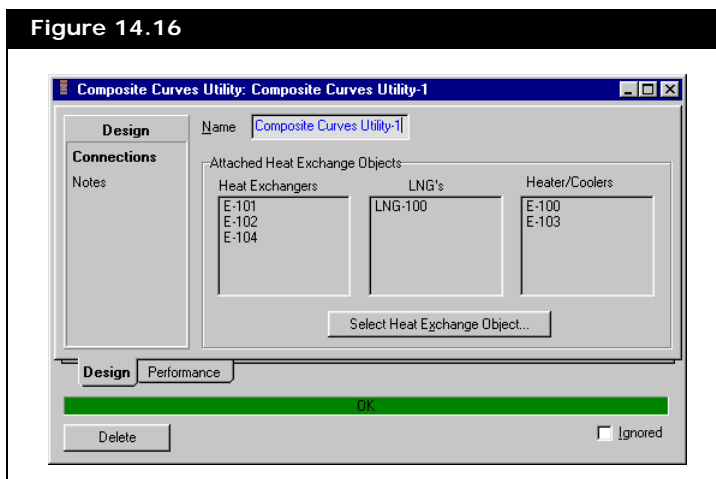 Figure 14.16
Composite Curves Utility: Composite Curves Utility-1
Design
Connections
Notes
Name Composite Curves Utility-1
Attached Heat Exchange Objects
Heat Exchangers LNG's Heater/Coolers
E-101 LNG-100 E-100
E-102 E-103
E-104
Select Heat Exchange Object...
Design Performance
OK
Delete Ignored